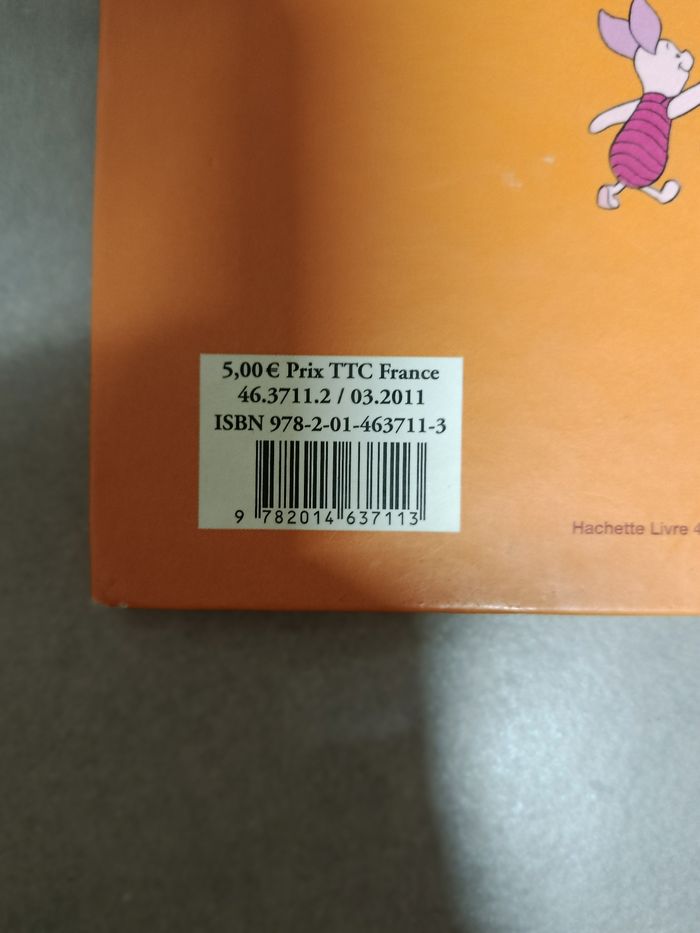 5,00 € Prix TTC France
46.3711.2 / 03.2011
ISBN 978-2-01-463711-3
9 782014 637113
Hachette Livre 4